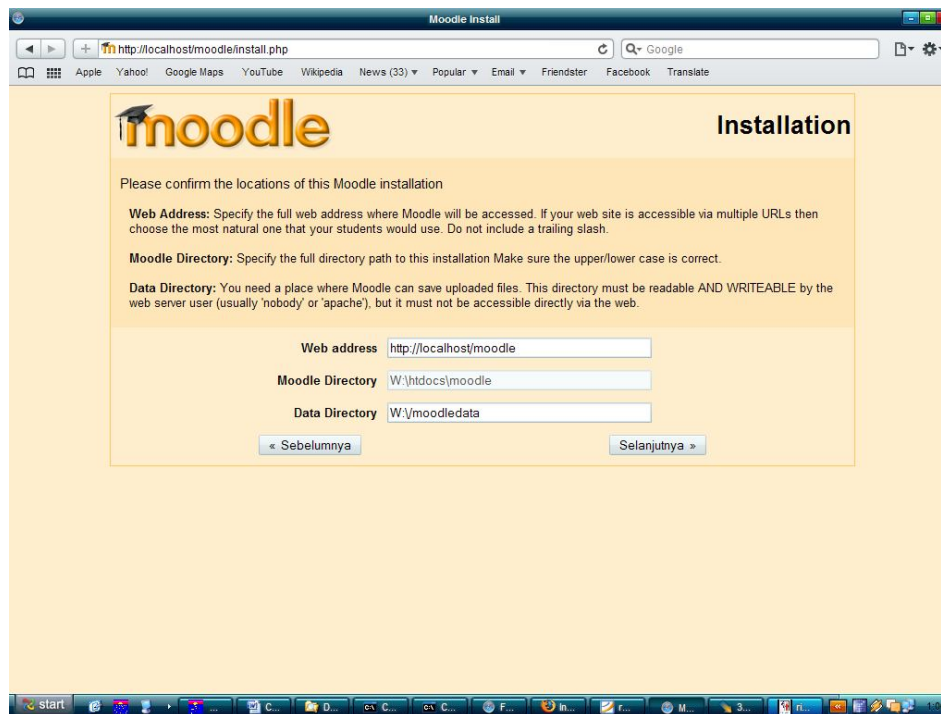 Moodle Install
http://localhost/moodle/install.php
Google
Apple Yahoo! Google Maps YouTube Wikipedia News (33) Popular Email Friendster Facebook Translate
moodle
Installation
Please confirm the locations of this Moodle installation
Web Address: Specify the full web address where Moodle will be accessed. If your web site is accessible via multiple URLs then
choose the most natural one that your students would use. Do not include a trailing slash.
Moodle Directory: Specify the full directory path to this installation Make sure the upper/lower case is correct.
Data Directory: You need a place where Moodle can save uploaded files. This directory must be readable AND WRITEABLE by the
web server user (usually 'nobody' or 'apache'), but it must not be accessible directly via the web.
Web address http://localhost/moodle
Moodle Directory W:\htdocs\moodle
Data Directory W:\/moodledata
« Sebelumnya Selanjutnya »
start C... D... C... C... F... In... r... M... 3... ri...